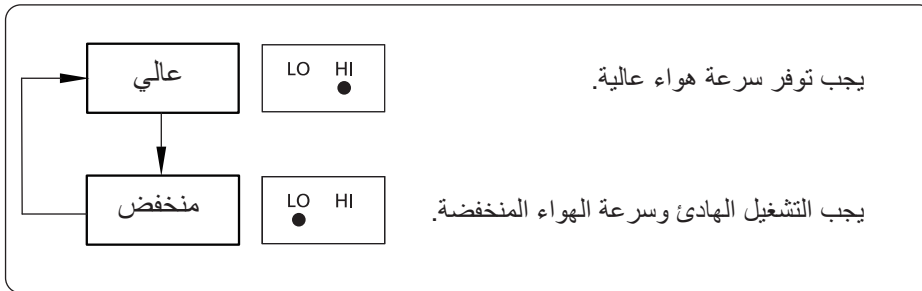 عالي
LO HI
يجب توفر سرعة هواء عالية.
منخفض
LO HI
يجب التشغيل الهادئ وسرعة الهواء المنخفضة.